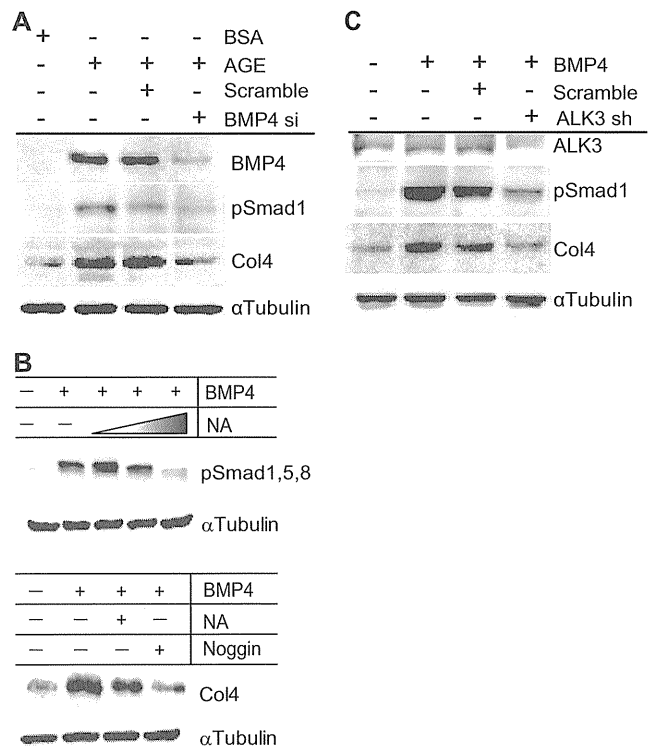 A
+ - - - BSA
- + + + AGE
- - + - Scramble
- - - + BMP4 si
BMP4
pSmad1
Col4
αTubulin
C
- + + + BMP4
- - + - Scramble
- - - + ALK3 sh
ALK3
pSmad1
Col4
αTubulin
B
− + + + + BMP4
− − NA
pSmad1,5,8
αTubulin
− + + + BMP4
− − + − NA
− − − + Noggin
Col4
αTubulin